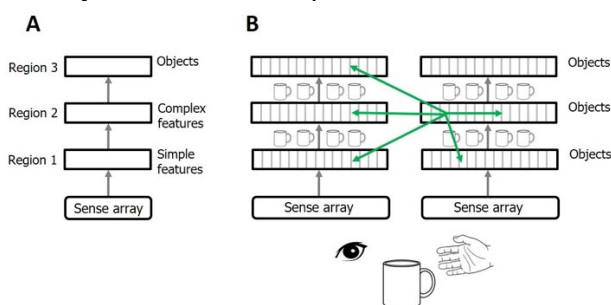 A
B
Region 3
Objects
Objects
Region 2
Complex
features
Objects
Region 1
Simple
features
Objects
Sense array
Sense array
Sense array